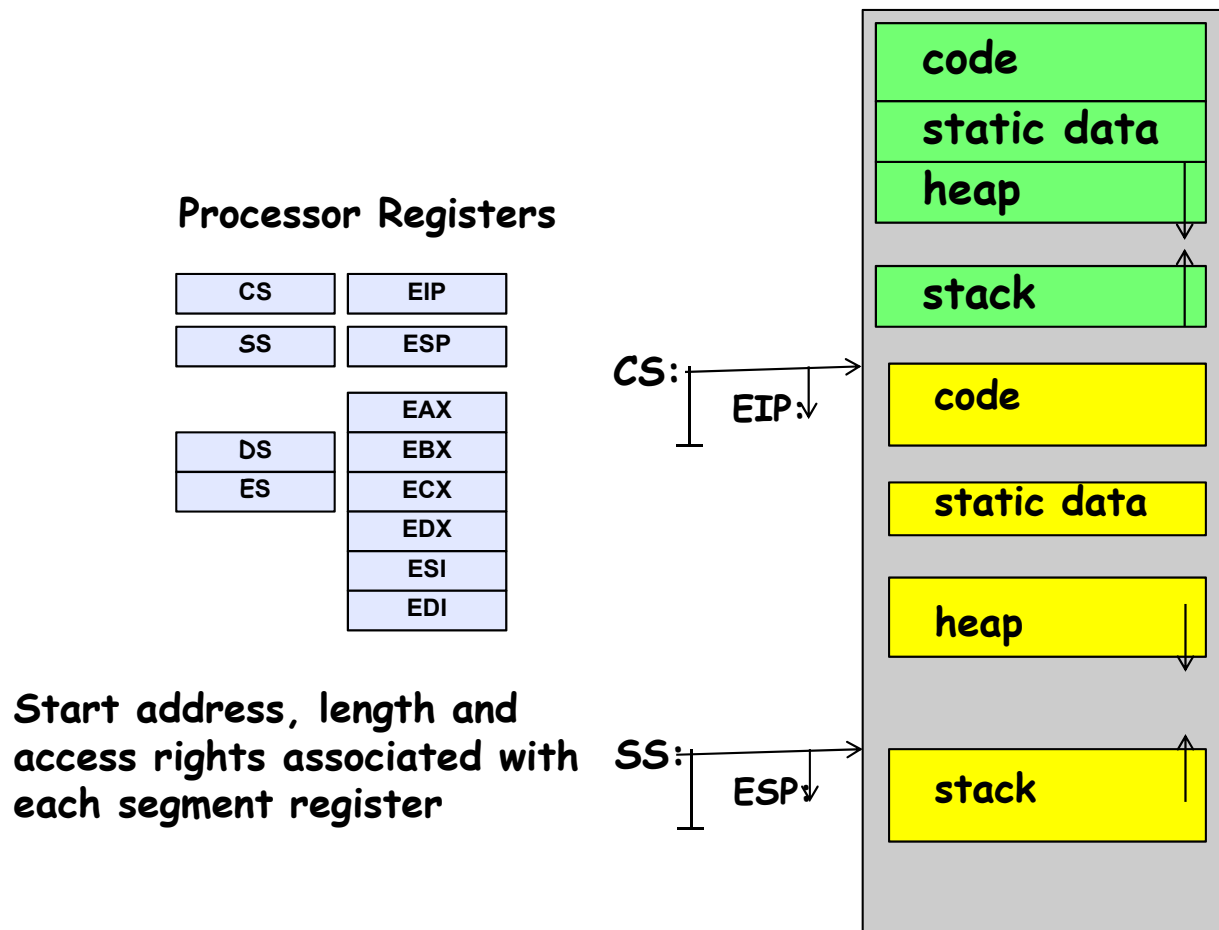 Processor Registers
CS
EIP
SS
ESP
EAX
DS
EBX
ES
ECX
EDX
ESI
EDI
Start address, length and
access rights associated with
each segment register
CS:
EIP:
SS:
ESP:
code
static data
heap
stack
code
static data
heap
stack